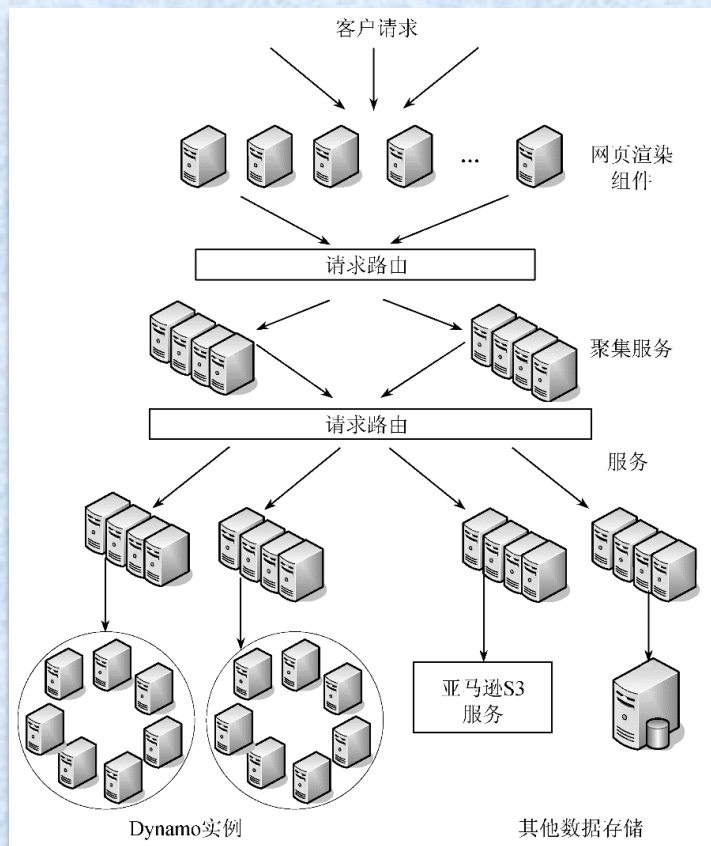 客户请求
...
网页渲染
组件
请求路由
聚集服务
请求路由
服务
亚马逊S3
服务
Dynamo实例
其他数据存储